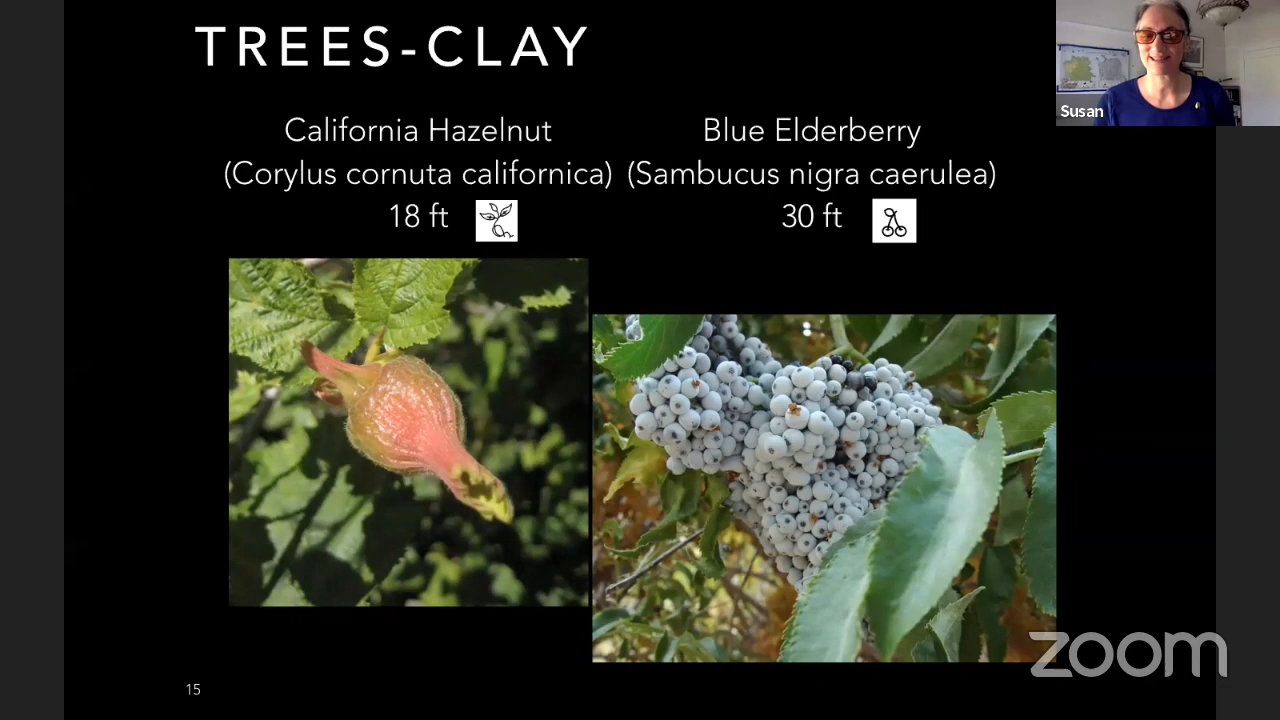 TREES-CLAY
California Hazelnut
(Corylus cornuta californica)
18 ft
Blue Elderberry
(Sambucus nigra caerulea)
30 ft
Susan
zoom
15